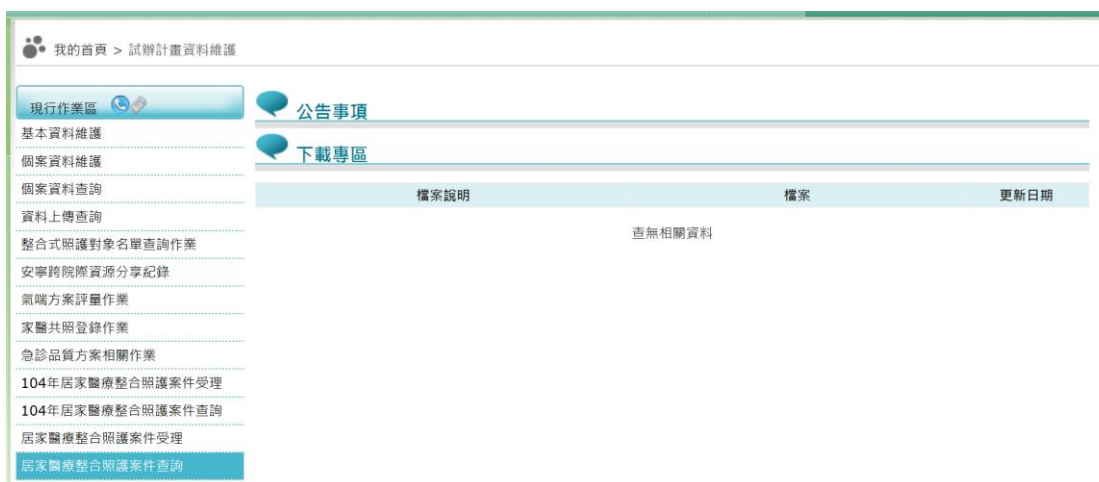 我的首頁 > 試辦計畫資料維護
現行作業區
基本資料維護
個案資料維護
個案資料查詢
資料上傳查詢
整合式照護對象名單查詢作業
安寧跨院際資源分享紀錄
氣喘方案評量作業
家醫共照登錄作業
急診品質方案相關作業
104年居家醫療整合照護案件受理
104年居家醫療整合照護案件查詢
居家醫療整合照護案件受理
居家醫療整合照護案件查詢
公告事項
下載專區
檔案說明 檔案 更新日期
查無相關資料